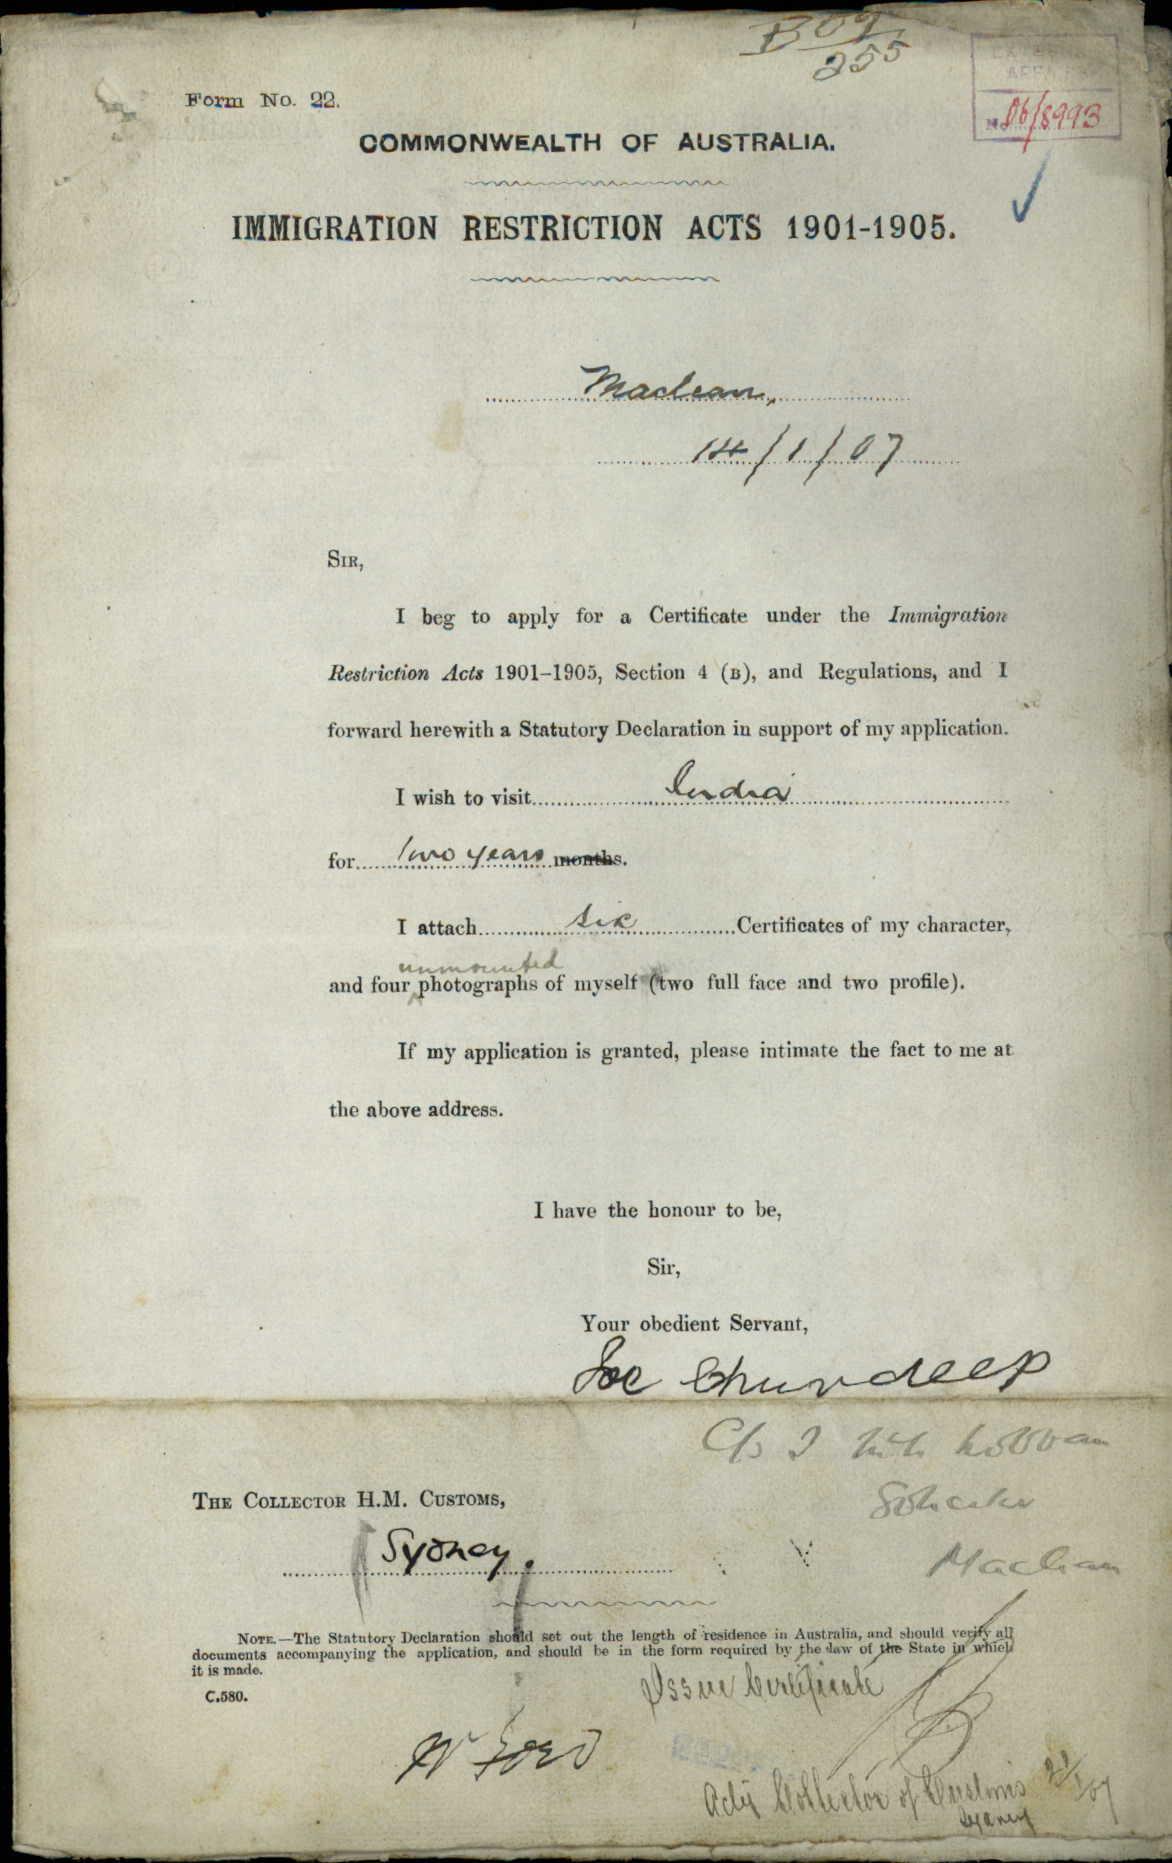 B 09
255
Form No. 22.
EXTERNAL
AFFAIRS
No. 06/8993
COMMONWEALTH OF AUSTRALIA.
IMMIGRATION RESTRICTION ACTS 1901-1905.
Maclean,
14/1/07
SIR,
I beg to apply for a Certificate under the Immigration
Restriction Acts 1901-1905, Section 4 (B), and Regulations, and I
forward herewith a Statutory Declaration in support of my application.
I wish to visit India
for two years months.
I attach six Certificates of my character,
unmounted
and four photographs of myself (two full face and two profile).
If my application is granted, please intimate the fact to me at
the above address.
I have the honour to be,
Sir,
Your obedient Servant,
Joe Chundeep
C/o
Solicitor
Maclean
THE COLLECTOR H.M. CUSTOMS,
Sydney.
NOTE.—The Statutory Declaration should set out the length of residence in Australia, and should verify all
documents accompanying the application, and should be in the form required by the law of the State in which
it is made.
C.580.
Issue Certificate
Actg Collector of Customs
Sydney